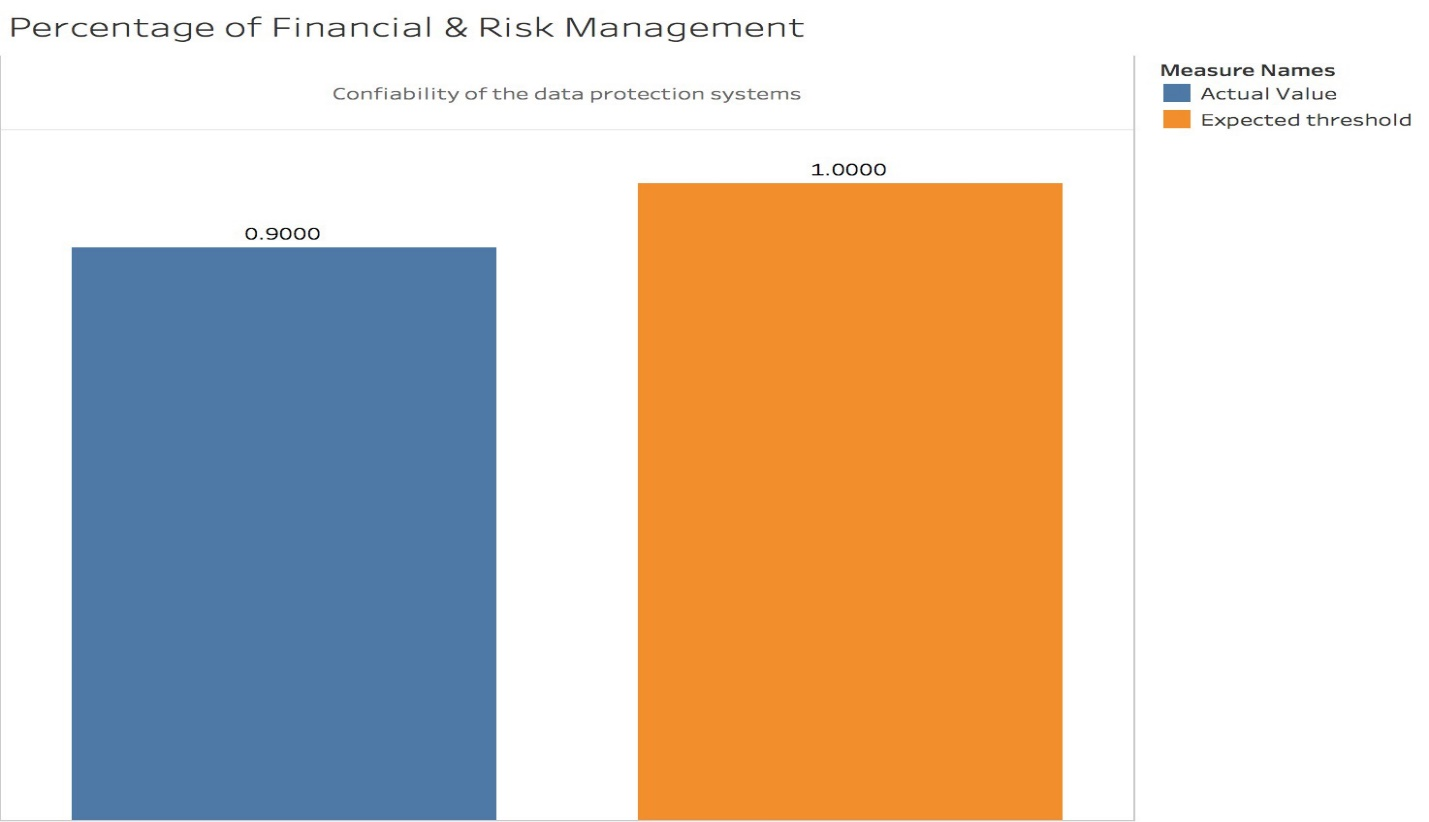 Percentage of Financial & Risk Management
Confiability of the data protection systems
Measure Names
Actual Value
Expected threshold
1.0000
0.9000